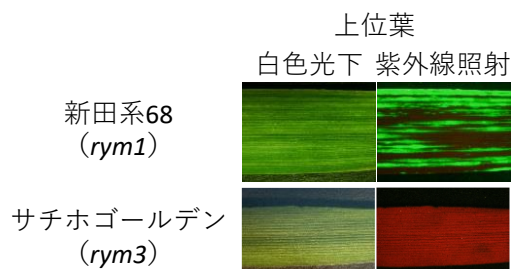 上位葉
白色光下 紫外線照射
新田系68
（rym1）
サチホゴールデン
（rym3）